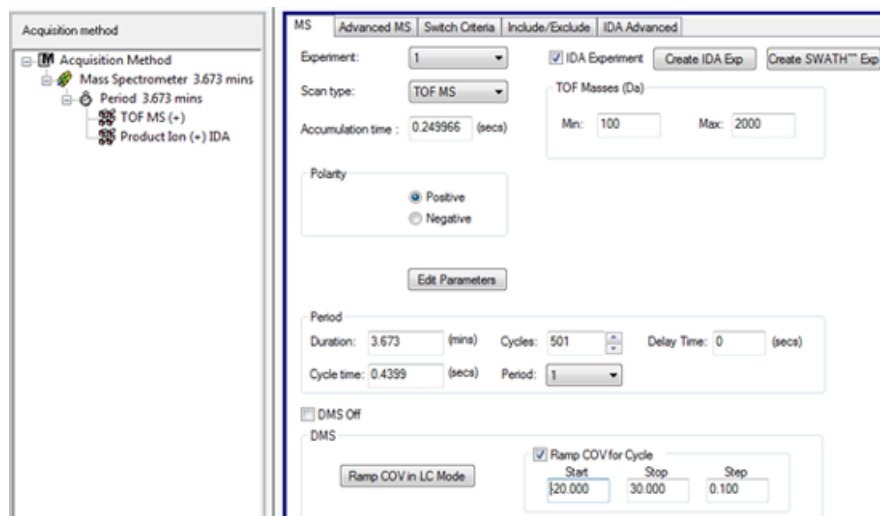 Acquisition method
Acquisition Method
Mass Spectrometer 3.673 mins
Period 3.673 mins
TOF MS (+)
Product Ion (+) IDA
MS Advanced MS Switch Criteria Include/Exclude IDA Advanced
Experiment: 1 IDA Experiment Create IDA Exp Create SWATH™ Exp
Scan type: TOF MS TOF Masses (Da)
Accumulation time : 0.249966 (secs) Min: 100 Max: 2000
Polarity
Positive
Negative
Edit Parameters
Period
Duration: 3.673 (mins) Cycles: 501 Delay Time: 0 (secs)
Cycle time: 0.4399 (secs) Period: 1
DMS Off
DMS
Ramp COV for Cycle
Start Stop Step
Ramp COV in LC Mode -20.000 30.000 0.100